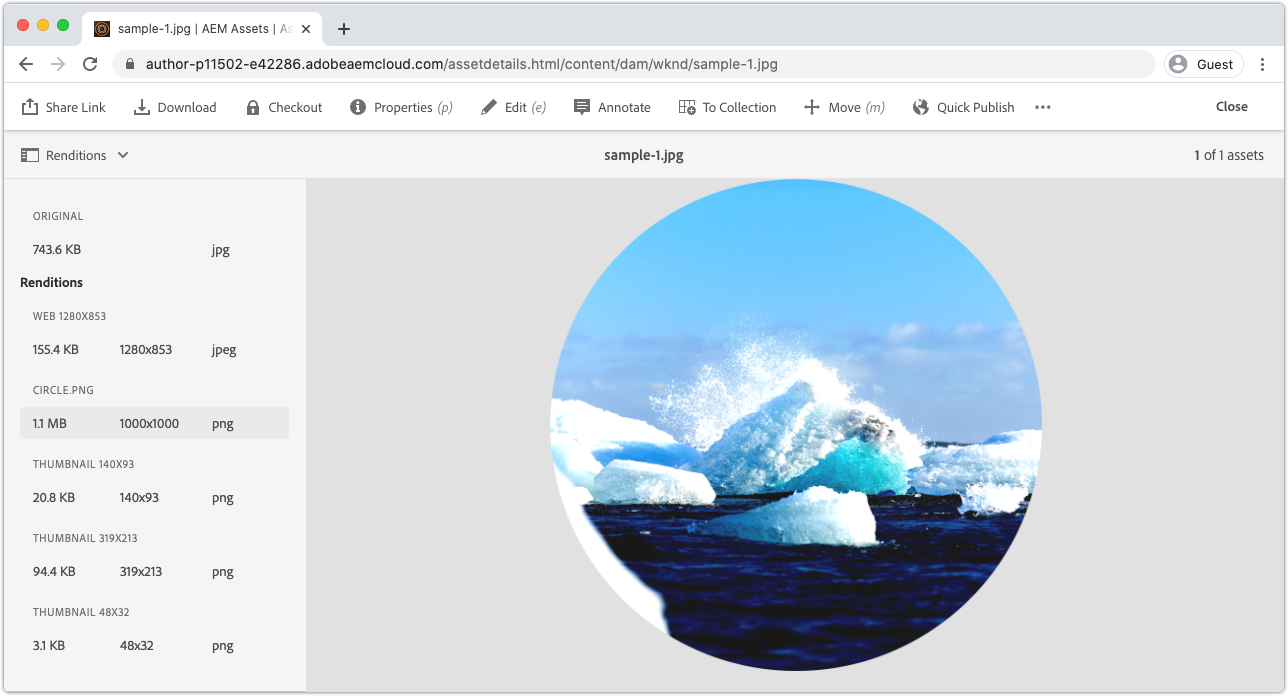 sample-1.jpg | AEM Assets | As
author-p11502-e42286.adobeaemcloud.com/assetdetails.html/content/dam/wknd/sample-1.jpg
Guest
Share Link Download Checkout Properties (p) Edit (e) Annotate To Collection Move (m) Quick Publish Close
Renditions sample-1.jpg 1 of 1 assets
ORIGINAL
743.6 KB jpg
Renditions
WEB 1280X853
155.4 KB 1280x853 jpeg
CIRCLE.PNG
1.1 MB 1000x1000 png
THUMBNAIL 140X93
20.8 KB 140x93 png
THUMBNAIL 319X213
94.4 KB 319x213 png
THUMBNAIL 48X32
3.1 KB 48x32 png